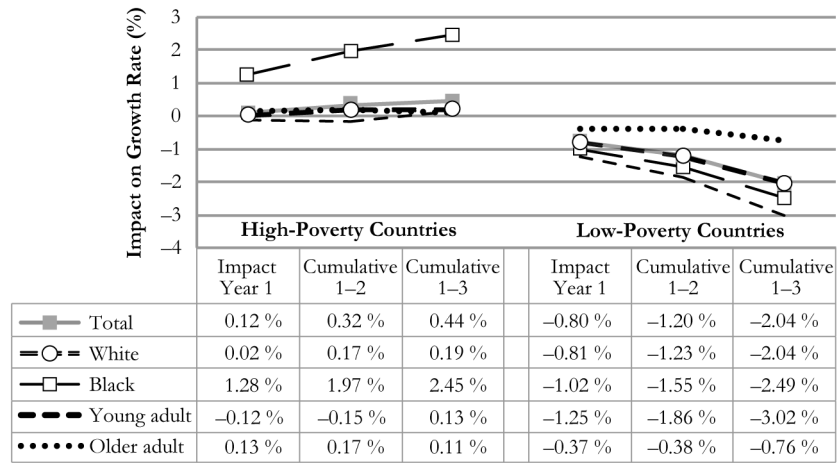 Impact on Growth Rate (%)
3
2
1
0
–1
–2
–3
–4
High-Poverty Countries
Low-Poverty Countries
Impact Year 1 Cumulative 1–2 Cumulative 1–3 Impact Year 1 Cumulative 1–2 Cumulative 1–3
Total 0.12 % 0.32 % 0.44 % –0.80 % –1.20 % –2.04 %
White 0.02 % 0.17 % 0.19 % –0.81 % –1.23 % –2.04 %
Black 1.28 % 1.97 % 2.45 % –1.02 % –1.55 % –2.49 %
Young adult –0.12 % –0.15 % 0.13 % –1.25 % –1.86 % –3.02 %
Older adult 0.13 % 0.17 % 0.11 % –0.37 % –0.38 % –0.76 %